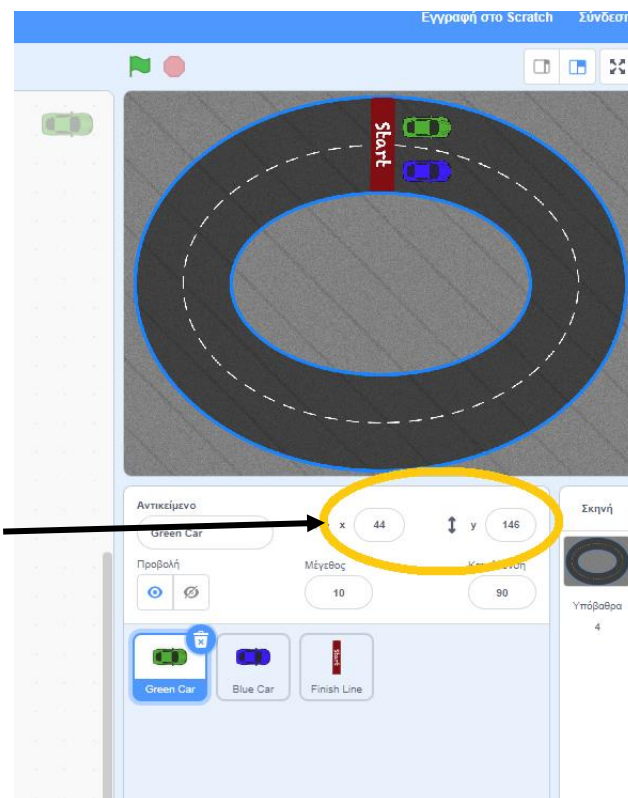 Εγγραφή στο Scratch Σύνδεση
Start
Αντικείμενο
Green Car
x 44
y 146
Προβολή
Μέγεθος
10
90
Green Car
Blue Car
Start
Finish Line
Σκηνή
Υπόβαθρα
4